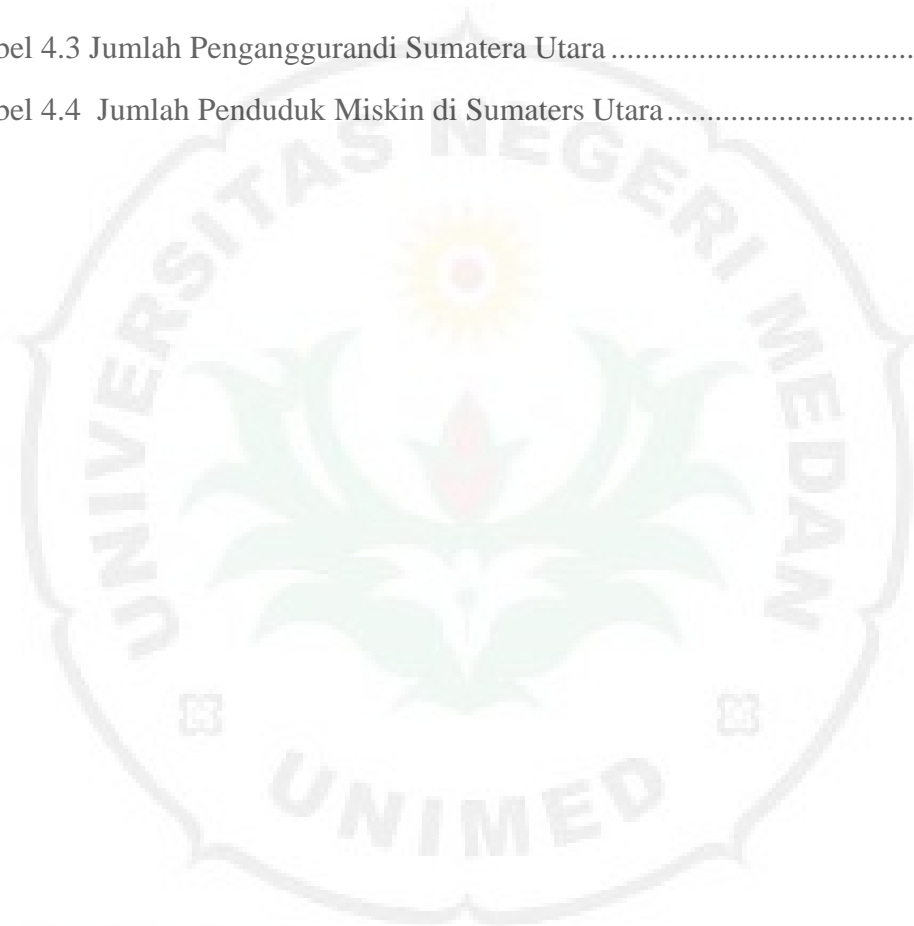 bel 4.3 Jumlah Penganggurandi Sumatera Utara ......................................
bel 4.4  Jumlah Penduduk Miskin di Sumaters Utara ...............................
UNIVERSITAS NEGERI MEDAN
UNIMED